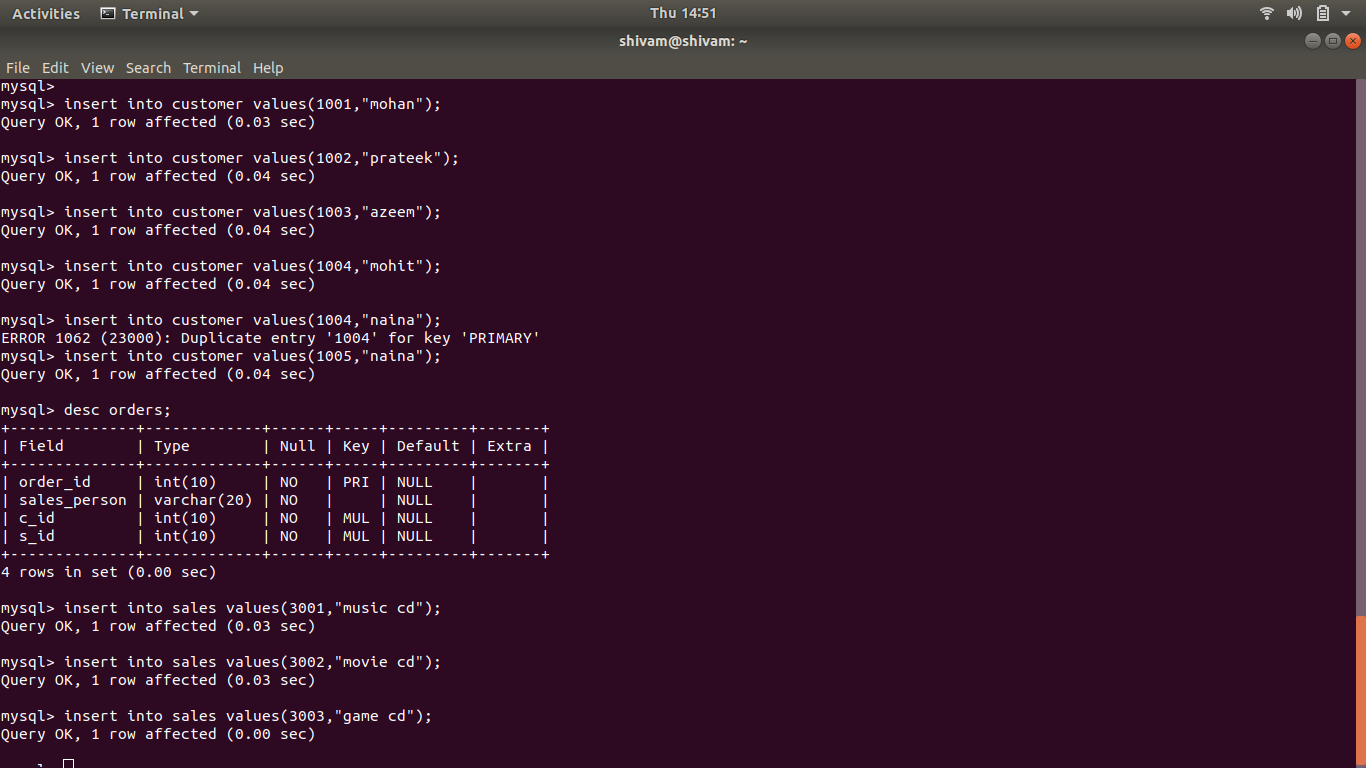 Activities Terminal Thu 14:51
shivam@shivam: ~
File Edit View Search Terminal Help
mysql>
mysql> insert into customer values(1001,"mohan");
Query OK, 1 row affected (0.03 sec)
mysql> insert into customer values(1002,"prateek");
Query OK, 1 row affected (0.04 sec)
mysql> insert into customer values(1003,"azeem");
Query OK, 1 row affected (0.04 sec)
mysql> insert into customer values(1004,"mohit");
Query OK, 1 row affected (0.04 sec)
mysql> insert into customer values(1004,"naina");
ERROR 1062 (23000): Duplicate entry '1004' for key 'PRIMARY'
mysql> insert into customer values(1005,"naina");
Query OK, 1 row affected (0.04 sec)
mysql> desc orders;
+--------------+-------------+------+-----+---------+-------+
| Field        | Type        | Null | Key | Default | Extra |
+--------------+-------------+------+-----+---------+-------+
| order_id     | int(10)     | NO   | PRI | NULL    |       |
| sales_person | varchar(20) | NO   |     | NULL    |       |
| c_id         | int(10)     | NO   | MUL | NULL    |       |
| s_id         | int(10)     | NO   | MUL | NULL    |       |
+--------------+-------------+------+-----+---------+-------+
4 rows in set (0.00 sec)
mysql> insert into sales values(3001,"music cd");
Query OK, 1 row affected (0.03 sec)
mysql> insert into sales values(3002,"movie cd");
Query OK, 1 row affected (0.03 sec)
mysql> insert into sales values(3003,"game cd");
Query OK, 1 row affected (0.00 sec)